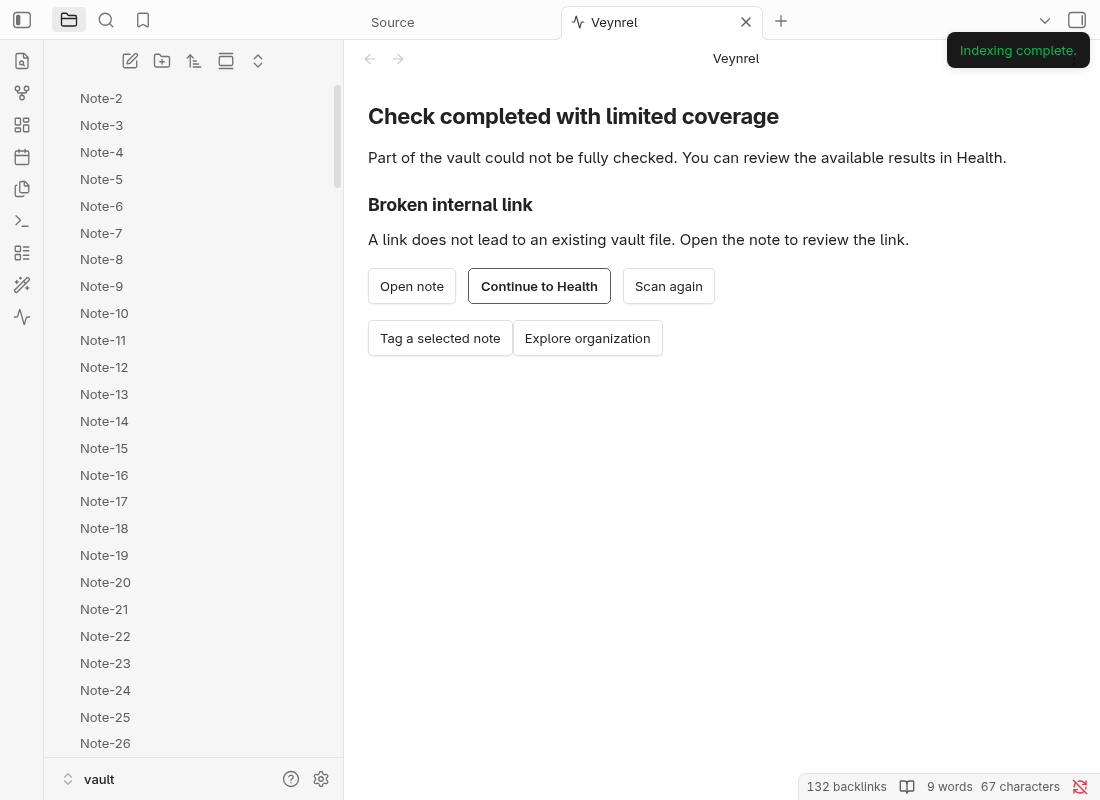 Source
Veynrel
Indexing complete.
Veynrel
Note-2
Note-3
Note-4
Note-5
Note-6
Note-7
Note-8
Note-9
Note-10
Note-11
Note-12
Note-13
Note-14
Note-15
Note-16
Note-17
Note-18
Note-19
Note-20
Note-21
Note-22
Note-23
Note-24
Note-25
Note-26
vault
Check completed with limited coverage
Part of the vault could not be fully checked. You can review the available results in Health.
Broken internal link
A link does not lead to an existing vault file. Open the note to review the link.
Open note Continue to Health Scan again
Tag a selected note Explore organization
132 backlinks 9 words 67 characters